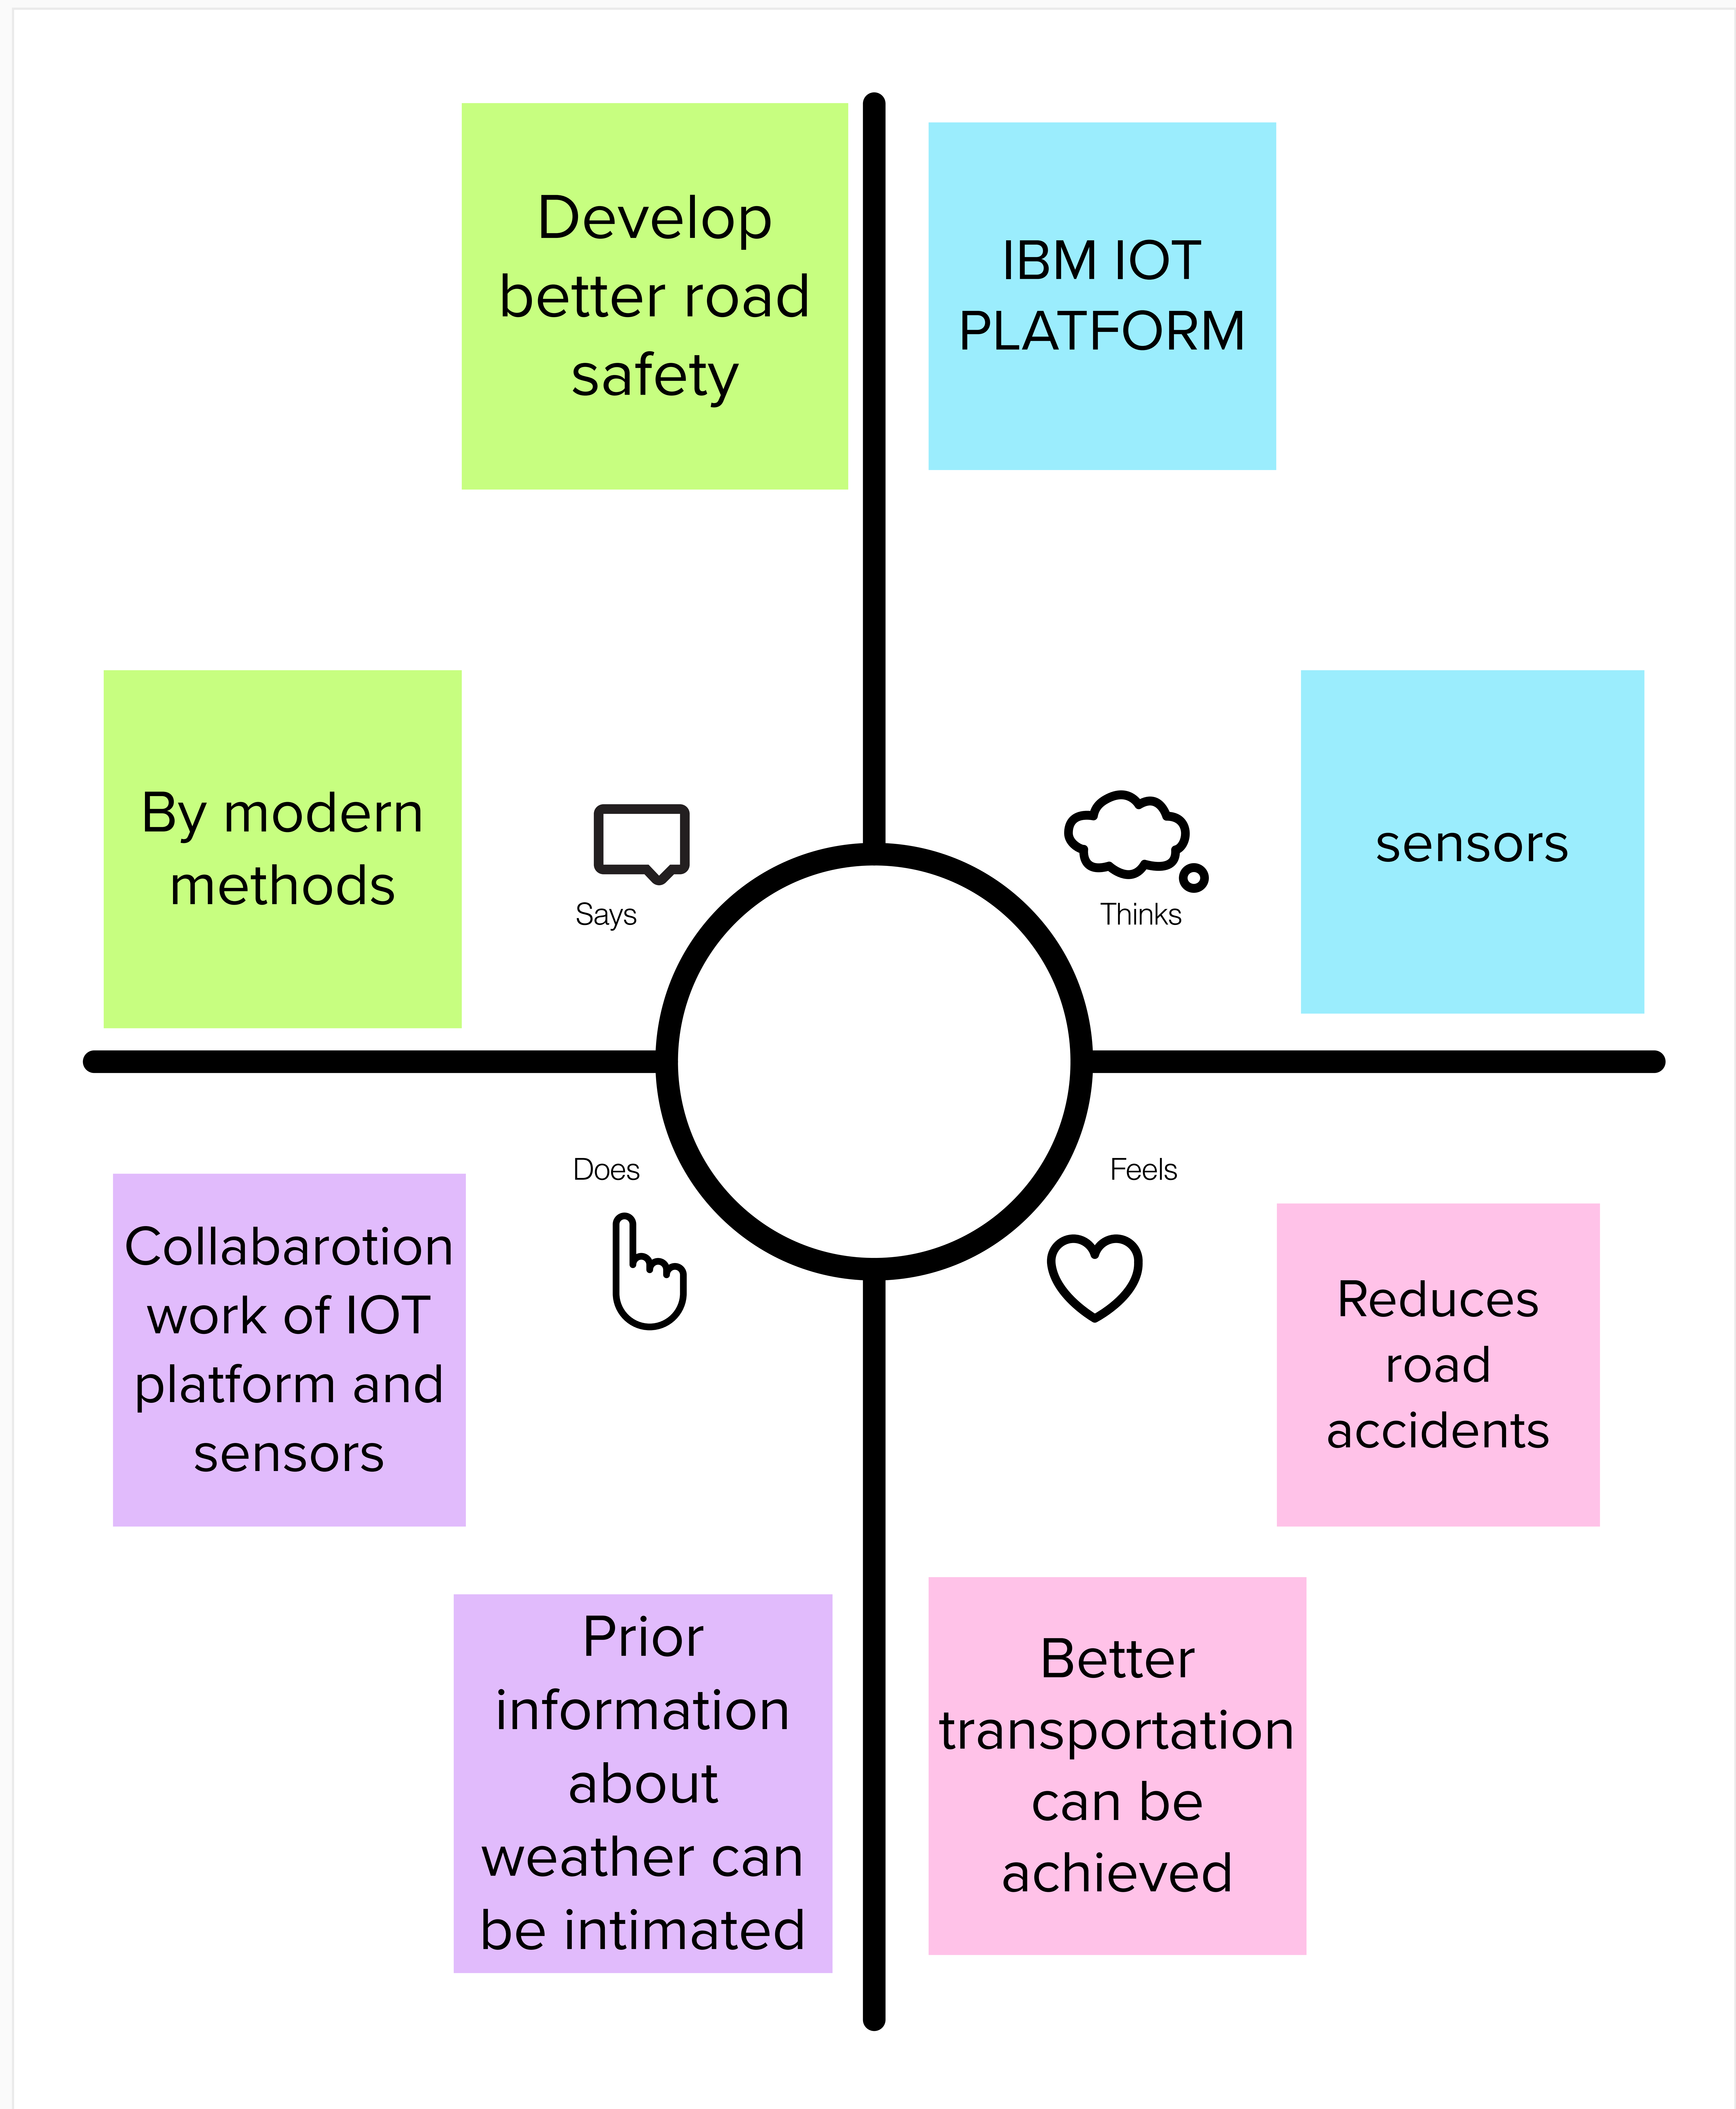 Develop
better road
safety
IBM IOT
PLATFORM
By modern
methods
Says
Thinks
sensors
Does
Feels
Collabarotion
work of IOT
platform and
sensors
Reduces
road
accidents
Prior
information
about
weather can
be intimated
Better
transportation
can be
achieved